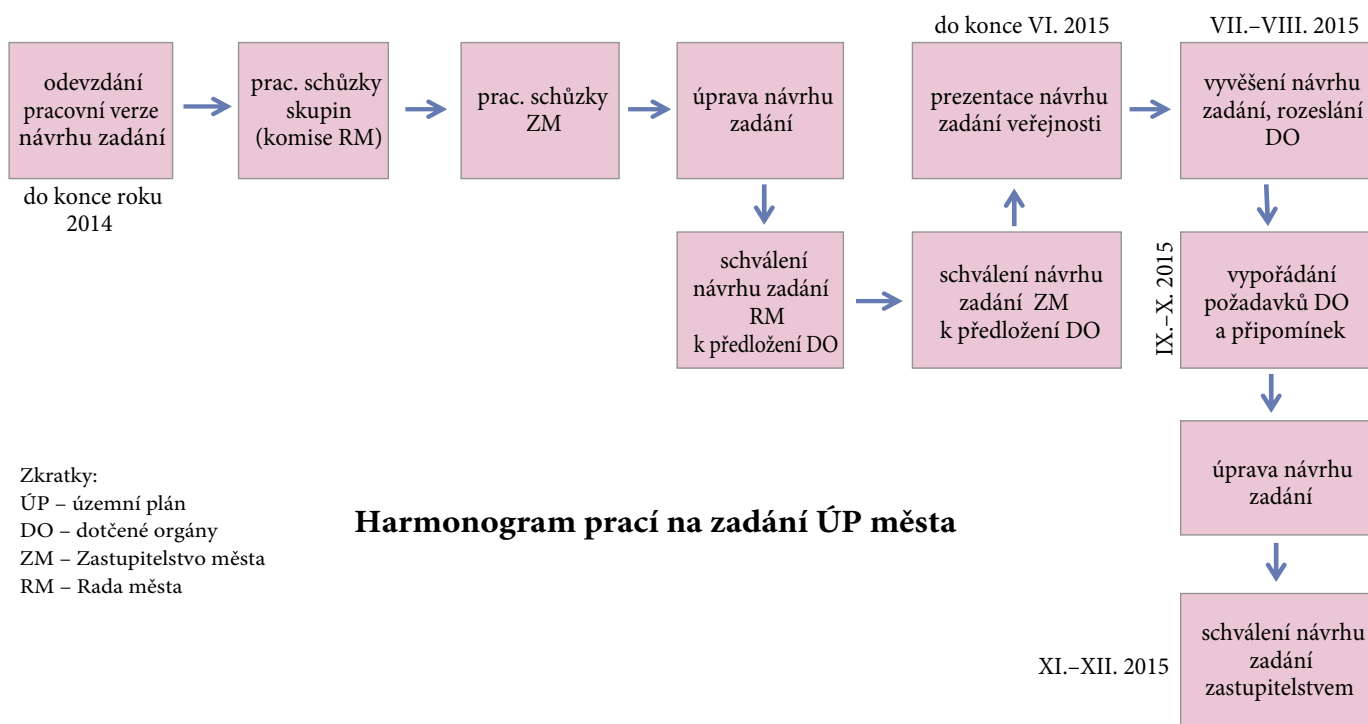 odevzdání
pracovní verze
návrhu zadání
do konce roku
2014
prac. schůzky
skupin
(komise RM)
prac. schůzky
ZM
úprava návrhu
zadání
schválení
návrhu zadání
RM
k předložení DO
schválení návrhu
zadání ZM
k předložení DO
do konce VI. 2015
prezentace návrhu
zadání veřejnosti
VII.–VIII. 2015
vyvěšení návrhu
zadání, rozeslání
DO
IX.–X. 2015
vypořádání
požadavků DO
a připomínek
úprava návrhu
zadání
XI.–XII. 2015
schválení návrhu
zadání
zastupitelstvem
Zkratky:
ÚP – územní plán
DO – dotčené orgány
ZM – Zastupitelstvo města
RM – Rada města
Harmonogram prací na zadání ÚP města